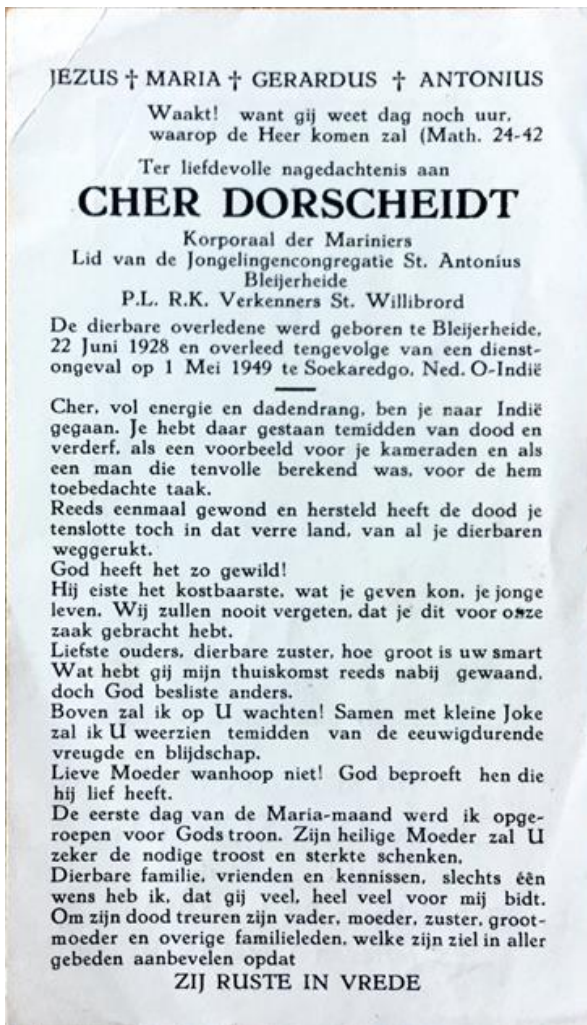 JEZUS † MARIA † GERARDUS † ANTONIUS
Waakt! want gij weet dag noch uur,
waarop de Heer komen zal (Math. 24-42
Ter liefdevolle nagedachtenis aan
CHER DORSCHEIDT
Korporaal der Mariniers
Lid van de Jongelingencongregatie St. Antonius
Bleijerheide
P.L. R.K. Verkenners St. Willibrord
De dierbare overledene werd geboren te Bleijerheide,
22 Juni 1928 en overleed tengevolge van een dienst-
ongeval op 1 Mei 1949 te Soekaredgo, Ned. O-Indië
Cher, vol energie en dadendrang, ben je naar Indië
gegaan. Je hebt daar gestaan temidden van dood en
verderf, als een voorbeeld voor je kameraden en als
een man die tenvolle berekend was, voor de hem
toebedachte taak.
Reeds eenmaal gewond en hersteld heeft de dood je
tenslotte toch in dat verre land, van al je dierbaren
weggerukt.
God heeft het zo gewild!
Hij eiste het kostbaarste, wat je geven kon, je jonge
leven. Wij zullen nooit vergeten, dat je dit voor onze
zaak gebracht hebt.
Liefste ouders, dierbare zuster, hoe groot is uw smart
Wat hebt gij mijn thuiskomst reeds nabij gewaand,
doch God besliste anders.
Boven zal ik op U wachten! Samen met kleine Joke
zal ik U weerzien temidden van de eeuwigdurende
vreugde en blijdschap.
Lieve Moeder wanhoop niet! God beproeft hen die
hij lief heeft.
De eerste dag van de Maria-maand werd ik opge-
roepen voor Gods troon. Zijn heilige Moeder zal U
zeker de nodige troost en sterkte schenken,
Dierbare familie, vrienden en kennissen, slechts één
wens heb ik, dat gij veel, heel veel voor mij bidt.
Om zijn dood treuren zijn vader, moeder, zuster, groot-
moeder en overige familieleden, welke zijn ziel in aller
gebeden aanbevelen opdat
ZIJ RUSTE IN VREDE